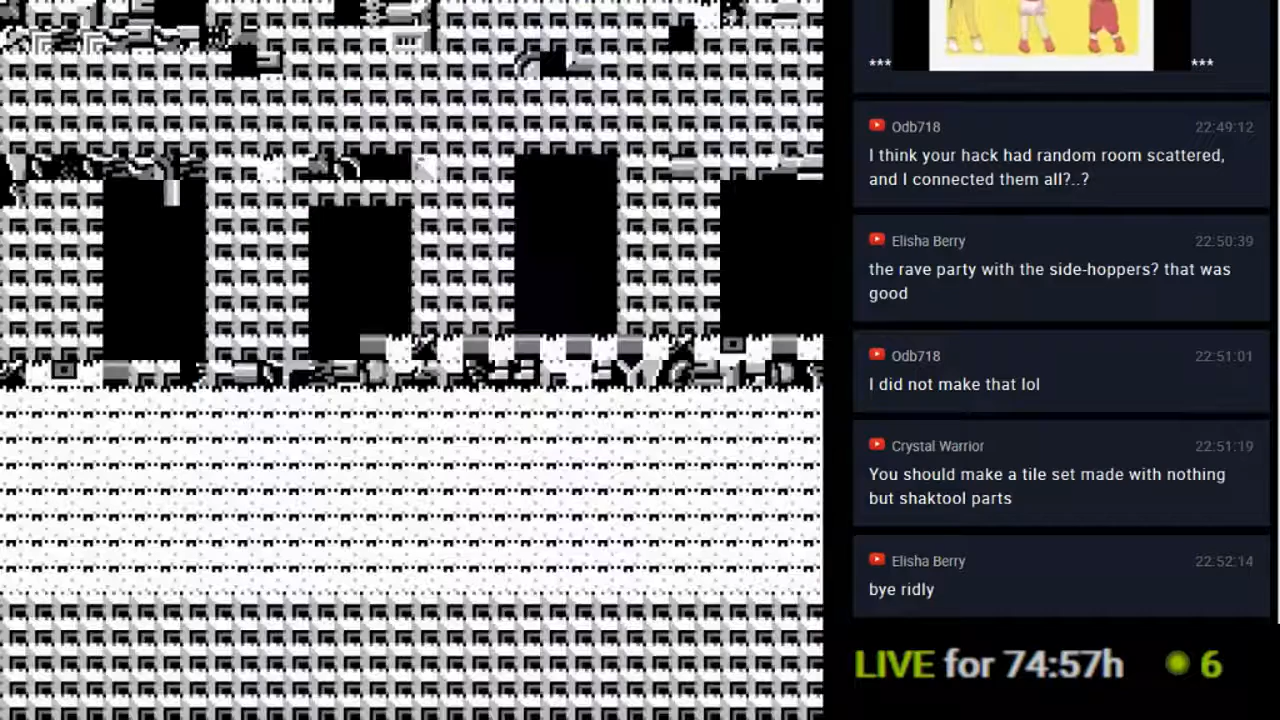 ***
***
Odb718
22:49:12
I think your hack had random room scattered,
and I connected them all?..?
Elisha Berry
22:50:39
the rave party with the side-hoppers? that was
good
Odb718
22:51:01
I did not make that lol
Crystal Warrior
22:51:19
You should make a tile set made with nothing
but shaktool parts
Elisha Berry
22:52:14
bye ridly
LIVE for 74:57h
6